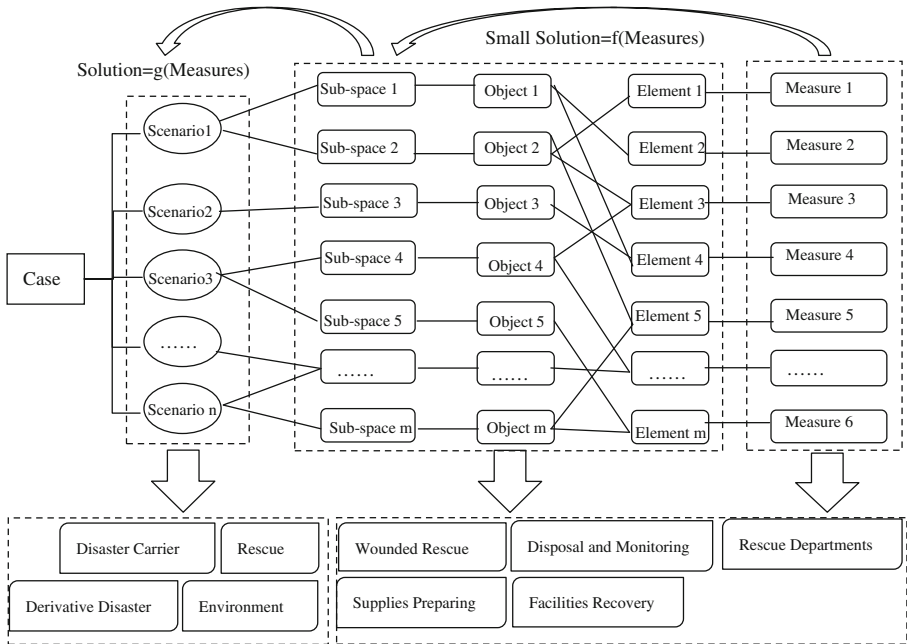 Small Solution=f(Measures)
Solution=g(Measures)
Case
Scenario1
Scenario2
Scenario3
......
Scenario n
Sub-space 1
Sub-space 2
Sub-space 3
Sub-space 4
Sub-space 5
......
Sub-space m
Object 1
Object 2
Object 3
Object 4
Object 5
......
Object m
Element 1
Element 2
Element 3
Element 4
Element 5
......
Element m
Measure 1
Measure 2
Measure 3
Measure 4
Measure 5
......
Measure 6
Disaster Carrier
Rescue
Derivative Disaster
Environment
Wounded Rescue
Disposal and Monitoring
Supplies Preparing
Facilities Recovery
Rescue Departments